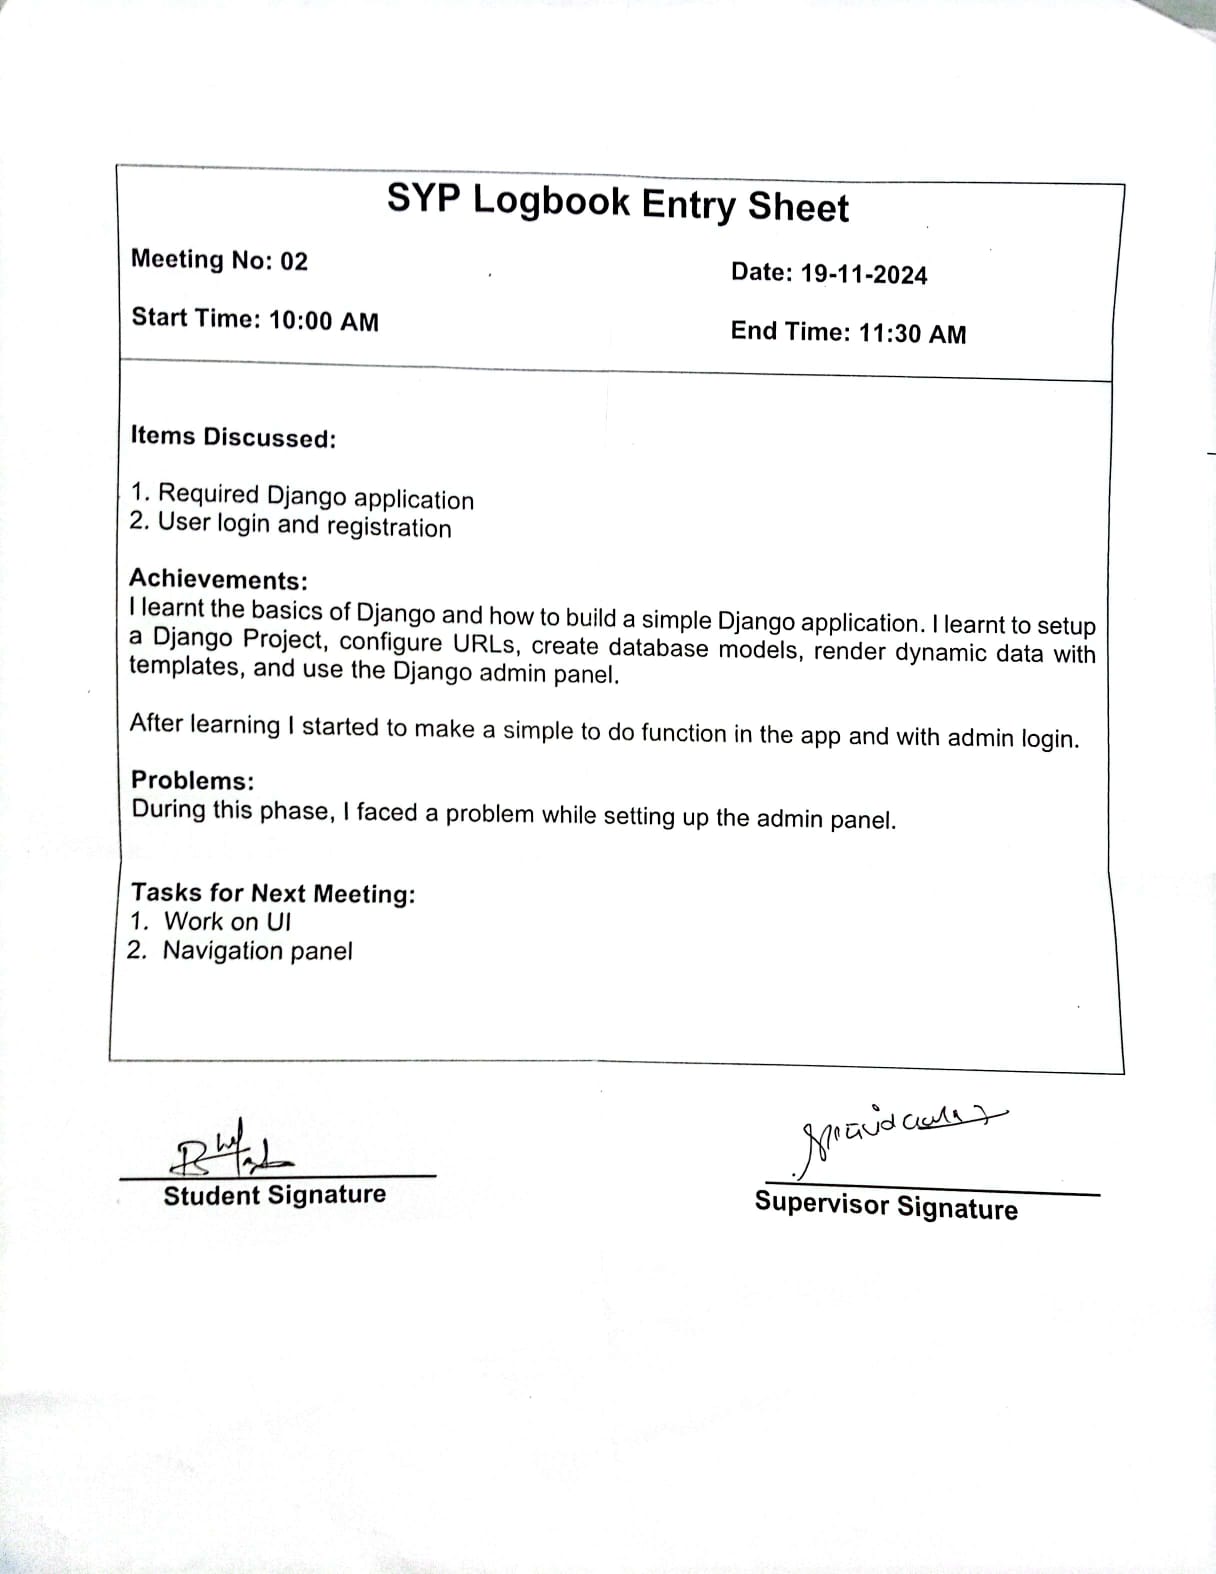 SYP Logbook Entry Sheet
Meeting No: 02
Date: 19-11-2024
Start Time: 10:00 AM
End Time: 11:30 AM
Items Discussed:
1. Required Django application
2. User login and registration
Achievements:
I learnt the basics of Django and how to build a simple Django application. I learnt to setup
a Django Project, configure URLs, create database models, render dynamic data with
templates, and use the Django admin panel.
After learning I started to make a simple to do function in the app and with admin login.
Problems:
During this phase, I faced a problem while setting up the admin panel.
Tasks for Next Meeting:
1. Work on UI
2. Navigation panel
Student Signature
Supervisor Signature